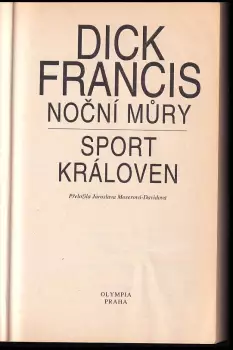 DICK
FRANCIS
NOČNÍ MŮRY
SPORT
KRÁLOVEN
Přeložila Jaroslava Moserová-Davidová
OLYMPIA
PRAHA